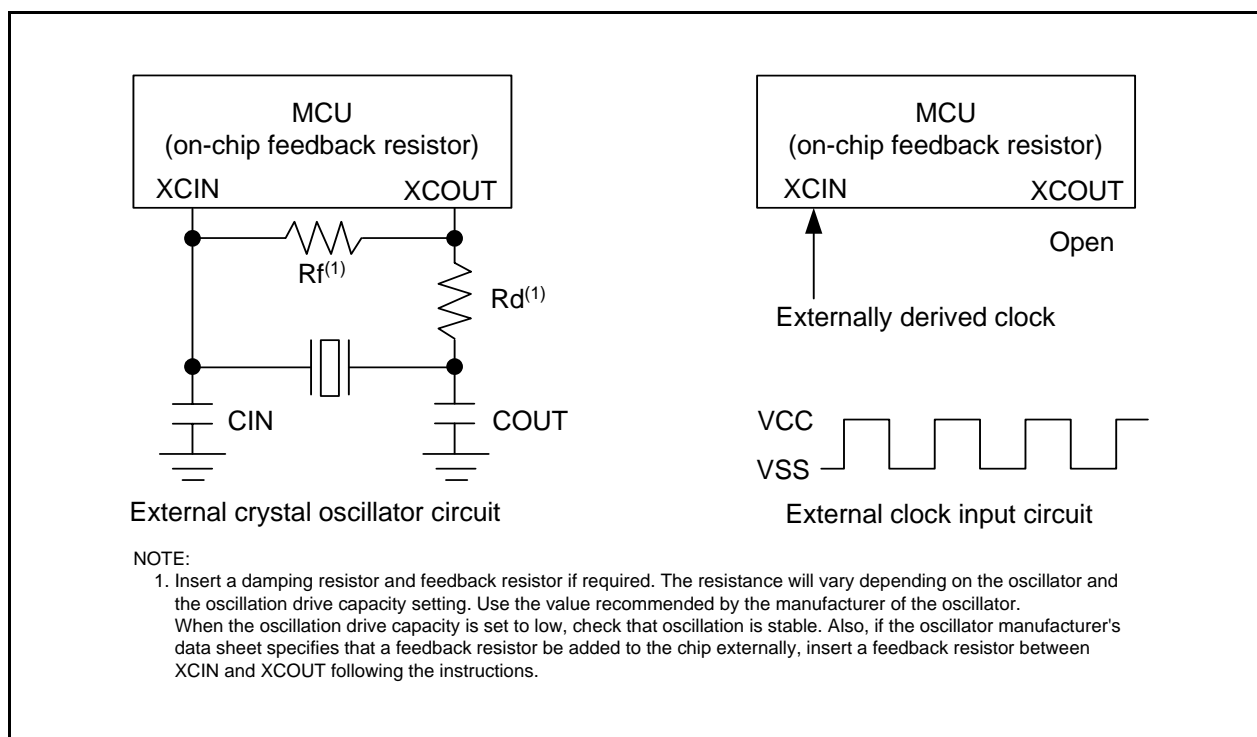 MCU
(on-chip feedback resistor)
XCIN XCOUT
Rf(1)
Rd(1)
CIN COUT
External crystal oscillator circuit
MCU
(on-chip feedback resistor)
XCIN XCOUT
Open
Externally derived clock
VCC
VSS
External clock input circuit
NOTE:
1. Insert a damping resistor and feedback resistor if required. The resistance will vary depending on the oscillator and
the oscillation drive capacity setting. Use the value recommended by the manufacturer of the oscillator.
When the oscillation drive capacity is set to low, check that oscillation is stable. Also, if the oscillator manufacturer's
data sheet specifies that a feedback resistor be added to the chip externally, insert a feedback resistor between
XCIN and XCOUT following the instructions.